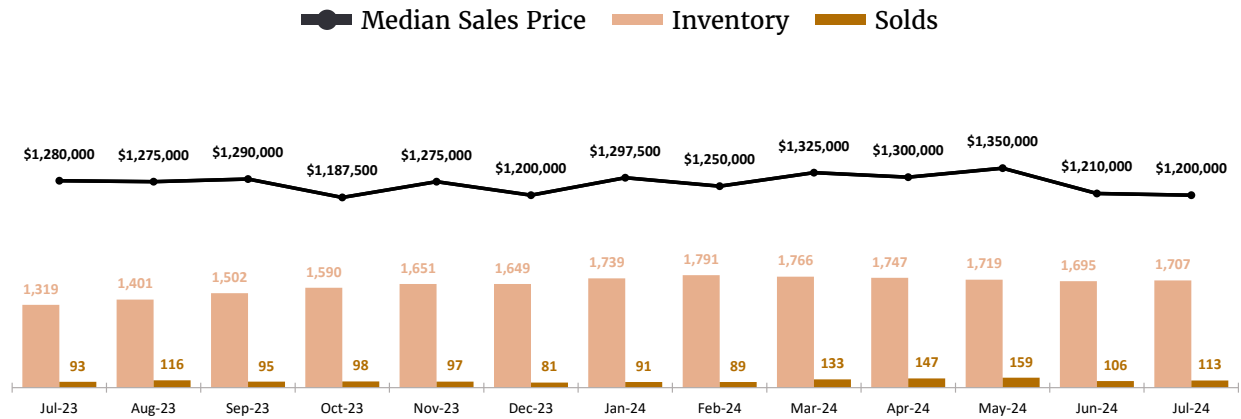 Median Sales Price Inventory Solds
$1,280,000 $1,275,000 $1,290,000 $1,187,500 $1,275,000 $1,200,000 $1,297,500 $1,250,000 $1,325,000 $1,300,000 $1,350,000 $1,210,000 $1,200,000
1,319 1,401 1,502 1,590 1,651 1,649 1,739 1,791 1,766 1,747 1,719 1,695 1,707
93 116 95 98 97 81 91 89 133 147 159 106 113
Jul-23 Aug-23 Sep-23 Oct-23 Nov-23 Dec-23 Jan-24 Feb-24 Mar-24 Apr-24 May-24 Jun-24 Jul-24